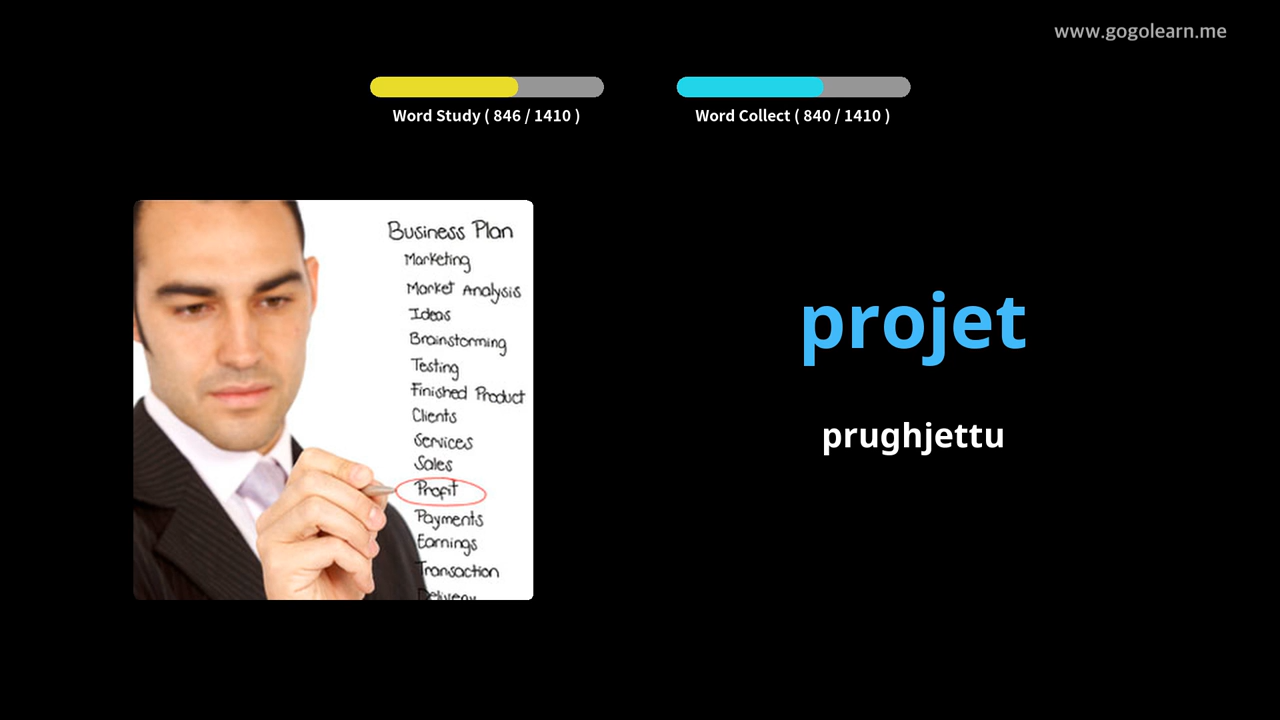 www.gogolearn.me
Word Study ( 846 / 1410 )
Word Collect ( 840 / 1410 )
Business Plan
Marketing
Market Analysis
Ideas
Brainstorming
Testing
Finished Product
Clients
Services
Sales
Profit
Payments
Earnings
Transaction
Delivery
projet
prughjettu